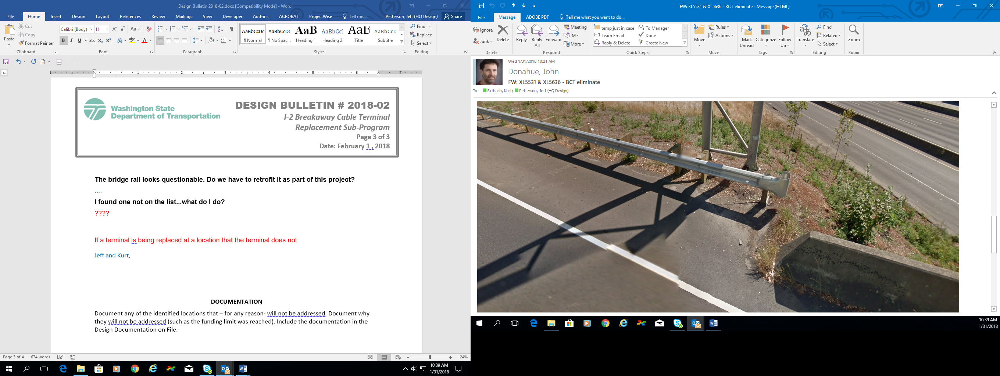 Design Bulletin 2018-02.docx [Compatibility Mode] - Word
File Home Insert Design Layout References Review Mailings View Developer Add-ins ACROBAT ProjectWise Tell me... Petterson, Jeff (HQ Design) Share
Paste
Cut
Copy
Format Painter
Clipboard
Calibri (Body) 11
Font
Paragraph
AaBbCcDc AaBbCcDc AaB AaBbCcI AaB AaBbCcD
¶ Normal ¶ No Spac... Heading 1 Heading 2 Title Subtitle
Styles
Find
Replace
Select
Editing
1 1 2 3 4 5 6 7
Washington State
Department of Transportation
DESIGN BULLETIN # 2018-02
I-2 Breakaway Cable Terminal
Replacement Sub-Program
Page 3 of 3
Date: February 1 , 2018
The bridge rail looks questionable. Do we have to retrofit it as part of this project?
....
I found one not on the list...what do I do?
????
If a terminal is being replaced at a location that the terminal does not
Jeff and Kurt,
DOCUMENTATION
Document any of the identified locations that – for any reason- will not be addressed. Document why
they will not be addressed (such as the funding limit was reached). Include the documentation in the
Design Documentation on File.
Page 3 of 4 674 words
124%
10:39 AM
1/31/2018
FW: XL5531 & XL5636 - BCT eliminate - Message (HTML)
File Message ADOBE PDF Tell me what you want to do...
Ignore
Junk
Delete
Delete
Reply
Reply All
Forward
Meeting
IM
More
Respond
temp just in case
Team Email
Reply & Delete
To Manager
Done
Create New
Quick Steps
Move
Rules
Actions
Move
Mark Unread
Categorize
Follow Up
Tags
Translate
Find
Related
Select
Editing
Zoom
Zoom
Wed 1/31/2018 10:21 AM
Donahue, John
FW: XL5531 & XL5636 - BCT eliminate
To Sielbach, Kurt; Petterson, Jeff (HQ Design)
10:39 AM
1/31/2018